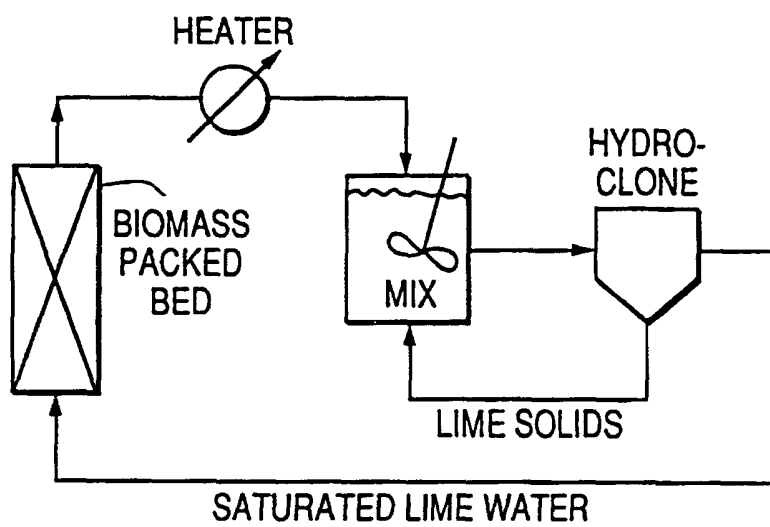 HEATER
HYDRO-
CLONE
BIOMASS
PACKED
BED
MIX
LIME SOLIDS
SATURATED LIME WATER